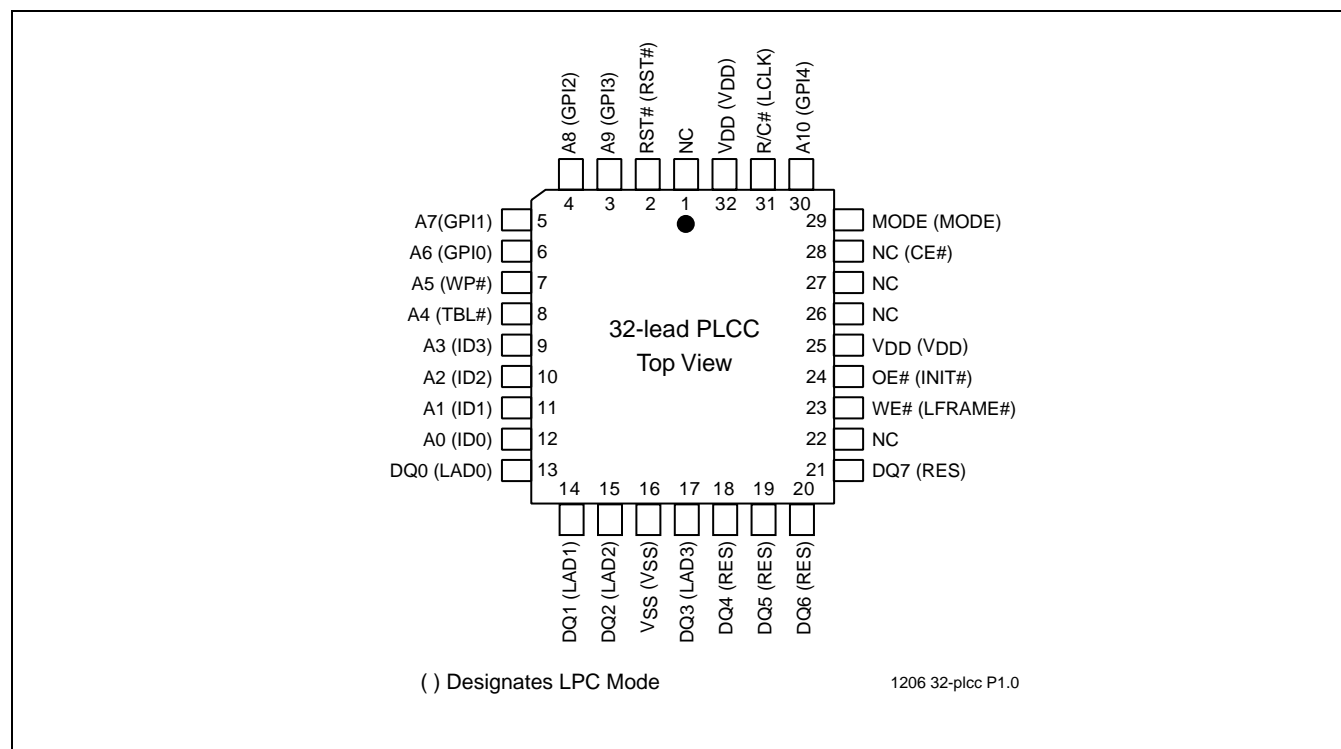 A8 (GPI2)
A9 (GPI3)
RST# (RST#)
NC
VDD (VDD)
R/C# (LCLK)
A10 (GPI4)
4 3 2 1 32 31 30
A7(GPI1) 5
A6 (GPI0) 6
A5 (WP#) 7
A4 (TBL#) 8
A3 (ID3) 9
A2 (ID2) 10
A1 (ID1) 11
A0 (ID0) 12
DQ0 (LAD0) 13
32-lead PLCC
Top View
29 MODE (MODE)
28 NC (CE#)
27 NC
26 NC
25 VDD (VDD)
24 OE# (INIT#)
23 WE# (LFRAME#)
22 NC
21 DQ7 (RES)
14 15 16 17 18 19 20
DQ1 (LAD1)
DQ2 (LAD2)
VSS (VSS)
DQ3 (LAD3)
DQ4 (RES)
DQ5 (RES)
DQ6 (RES)
( ) Designates LPC Mode
1206 32-plcc P1.0